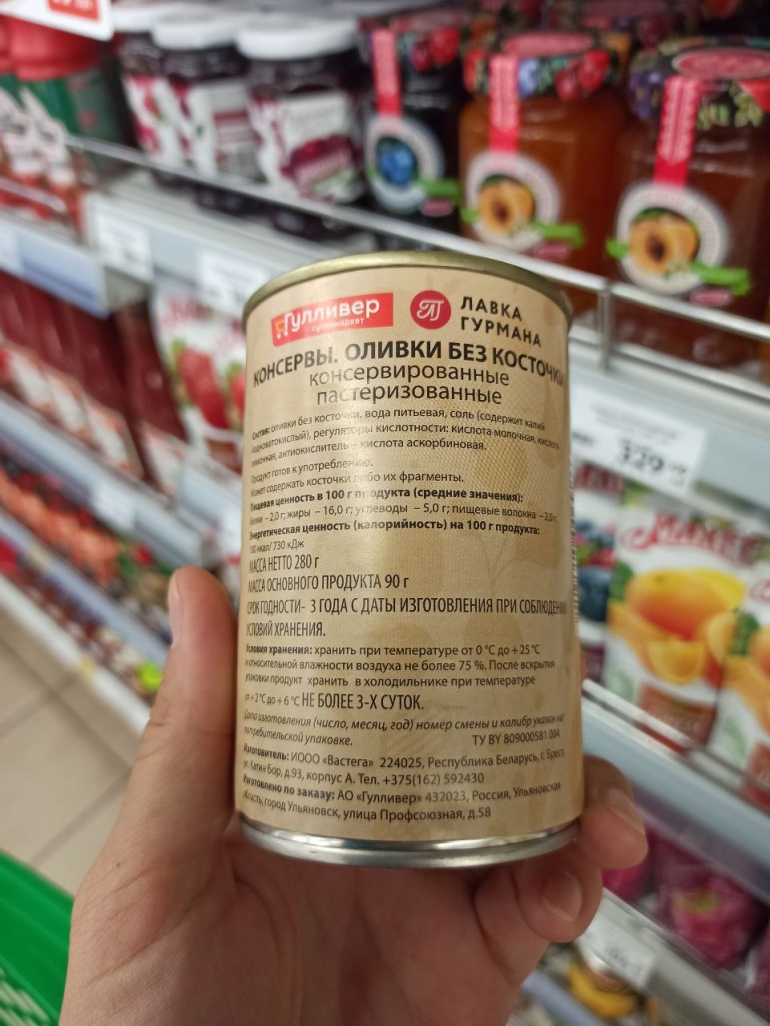 Гулливер
супермаркет
ЛАВКА
ГУРМАНА
КОНСЕРВЫ. ОЛИВКИ БЕЗ КОСТОЧКИ
консервированные
пастеризованные
Состав: оливки без косточки, вода питьевая, соль (содержит калий
йодноватокислый), регуляторы кислотности: кислота молочная, кислота
лимонная, антиокислитель – кислота аскорбиновая.
Продукт готов к употреблению.
Может содержать косточки либо их фрагменты.
Пищевая ценность в 100 г продукта (средние значения):
белки – 2,0 г; жиры – 16,0 г; углеводы – 5,0 г; пищевые волокна –2,0
Энергетическая ценность (калорийность) на 100 г продукта:
ккал/ 730 кДж
МАССА НЕТТО 280 г
МАССА ОСНОВНОГО ПРОДУКТА 90 г
СРОК ГОДНОСТИ- 3 ГОДА С ДАТЫ ИЗГОТОВЛЕНИЯ ПРИ СОБЛЮДЕНИИ
УСЛОВИЙ ХРАНЕНИЯ.
Условия хранения: хранить при температуре от 0 °С до + 25 °С
и относительной влажности воздуха не более 75 %. После вскрытия
упаковки продукт хранить в холодильнике при температуре
от + 2 °С до + 6 °С НЕ БОЛЕЕ 3-Х СУТОК.
Дата изготовления (число, месяц, год) номер смены и калибр указан на
потребительской упаковке.
ТУ BY 809000581.004
Изготовитель: ИООО «Вастега» 224025, Республика Беларусь, г. Брест,
ул. Катин Бор, д.93, корпус А. Тел. +375(162) 592430
Изготовлено по заказу: АО «Гулливер» 432023, Россия, Ульяновская
область, город Ульяновск, улица Профсоюзная, д.58
329
МАХЕЕВ